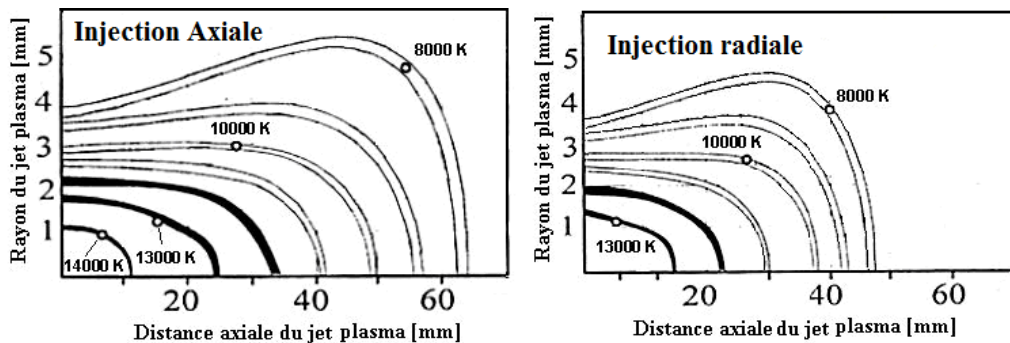 Injection Axiale
Rayon du jet plasma [mm]
5
4
3
2
1
8000 K
10000 K
13000 K
14000 K
20
40
60
Distance axiale du jet plasma [mm]
Injection radiale
Rayon du jet plasma [mm]
5
4
3
2
1
8000 K
10000 K
13000 K
20
40
60
Distance axiale du jet plasma [mm]